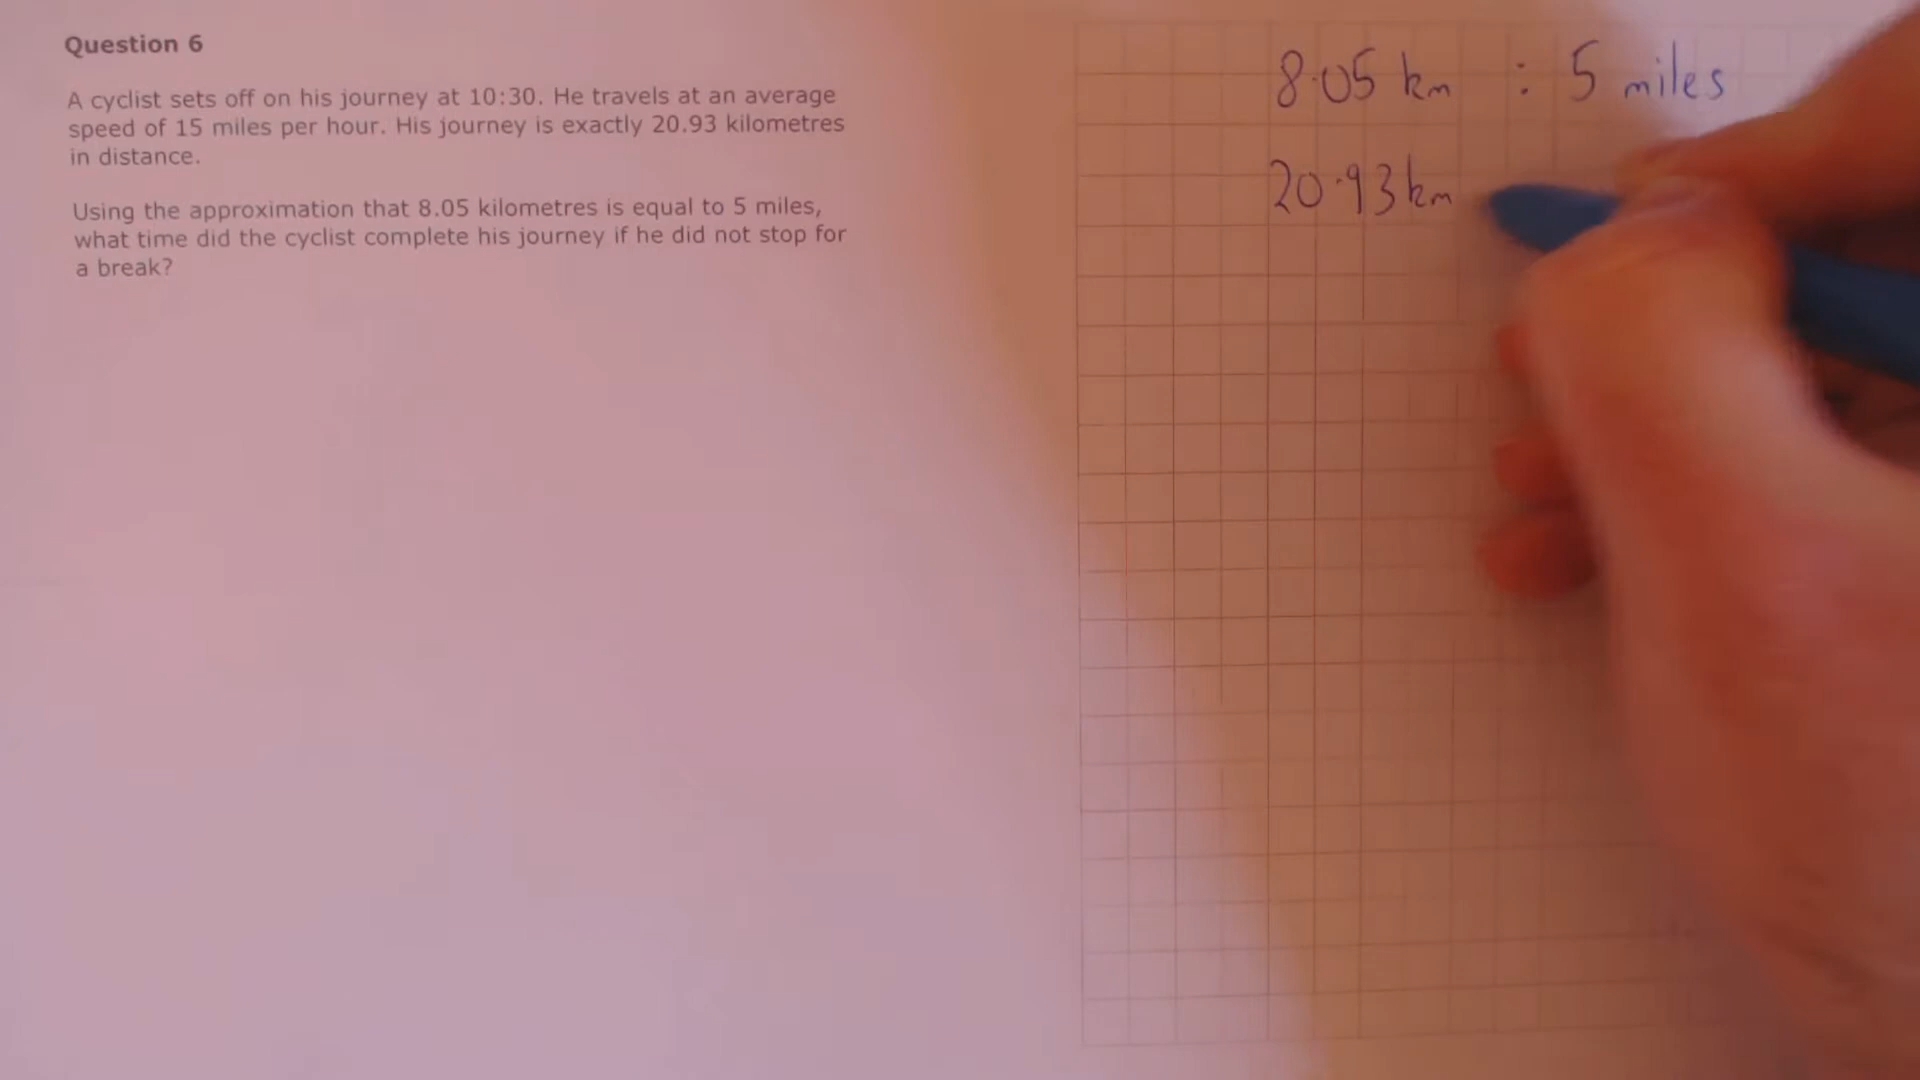 Question 6
A cyclist sets off on his journey at 10:30. He travels at an average
speed of 15 miles per hour. His journey is exactly 20.93 kilometres
in distance.
Using the approximation that 8.05 kilometres is equal to 5 miles,
what time did the cyclist complete his journey if he did not stop for
a break?
8.05 km : 5 miles
20.93 km